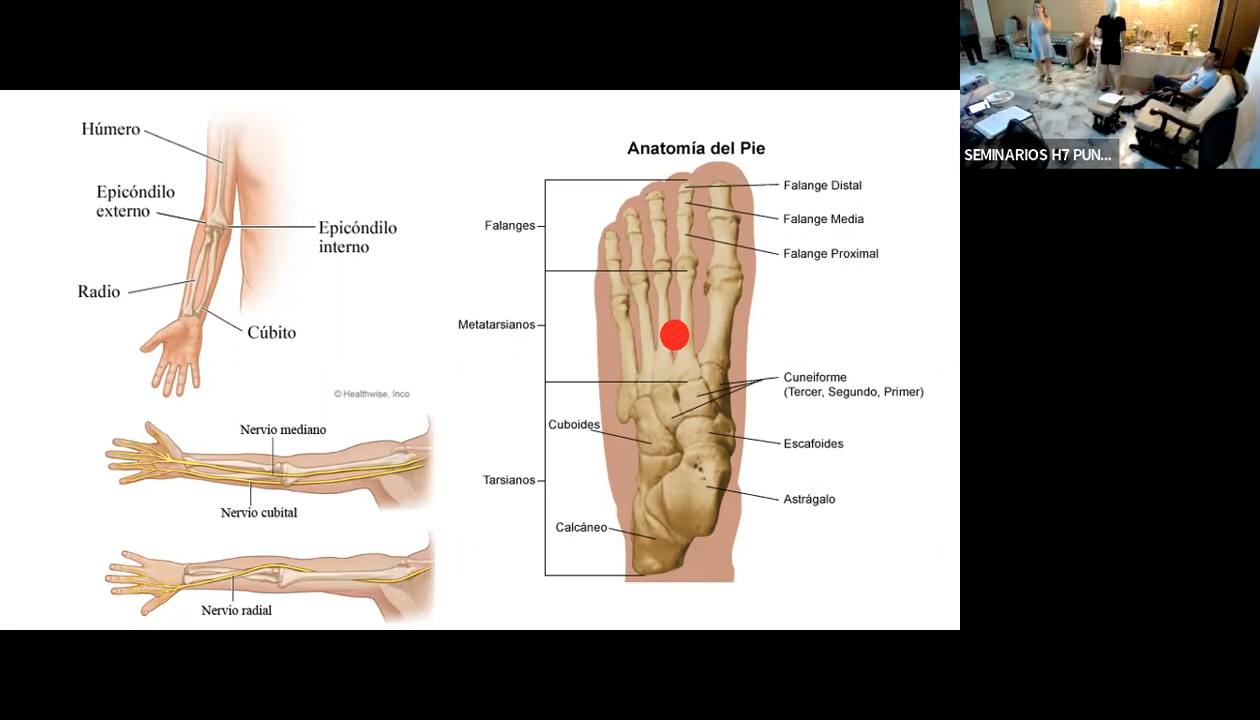 Húmero
Epicóndilo
externo
Epicóndilo
interno
Radio
Cúbito
© Healthwise, Inco
Nervio mediano
Nervio cubital
Nervio radial
Anatomía del Pie
Falange Distal
Falange Media
Falanges
Falange Proximal
Metatarsianos
Cuneiforme
(Tercer, Segundo, Primer)
Cuboides
Escafoides
Tarsianos
Astrágalo
Calcáneo
SEMINARIOS H7 PUN...